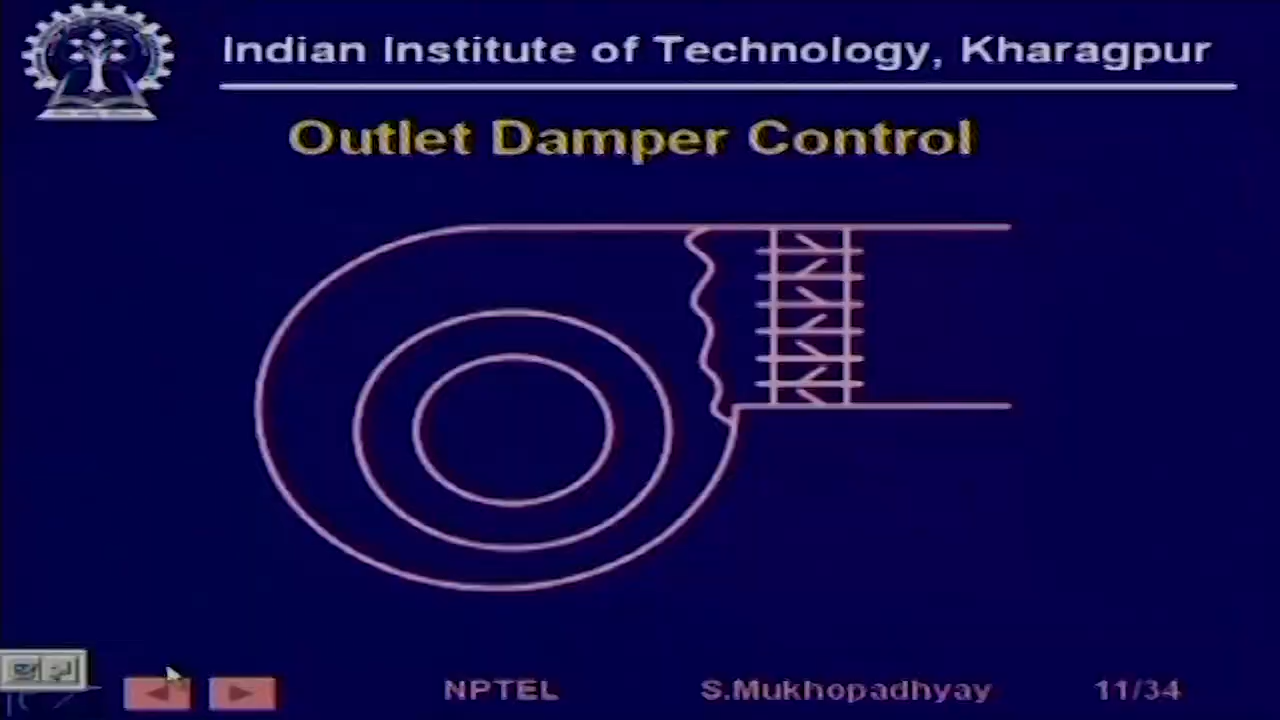 Indian Institute of Technology, Kharagpur
Outlet Damper Control
NPTEL
S.Mukhopadhyay
11/34